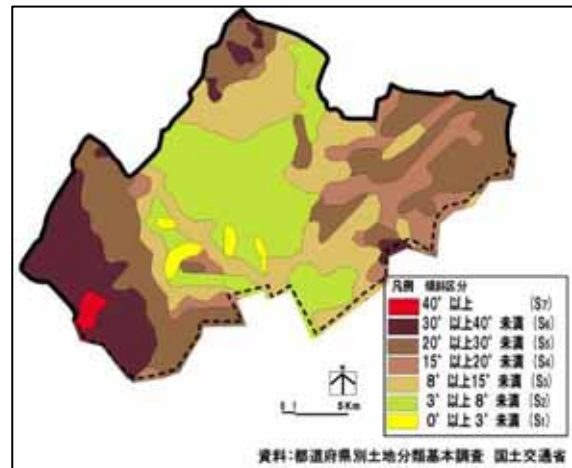 凡例 傾斜区分
40°以上 (S7)
30°以上40°未満 (S6)
20°以上30°未満 (S5)
15°以上20°未満 (S4)
8°以上15°未満 (S3)
3°以上8°未満 (S2)
0°以上3°未満 (S1)
0 1 5Km
資料:都道府県別土地分類基本調査 国土交通省